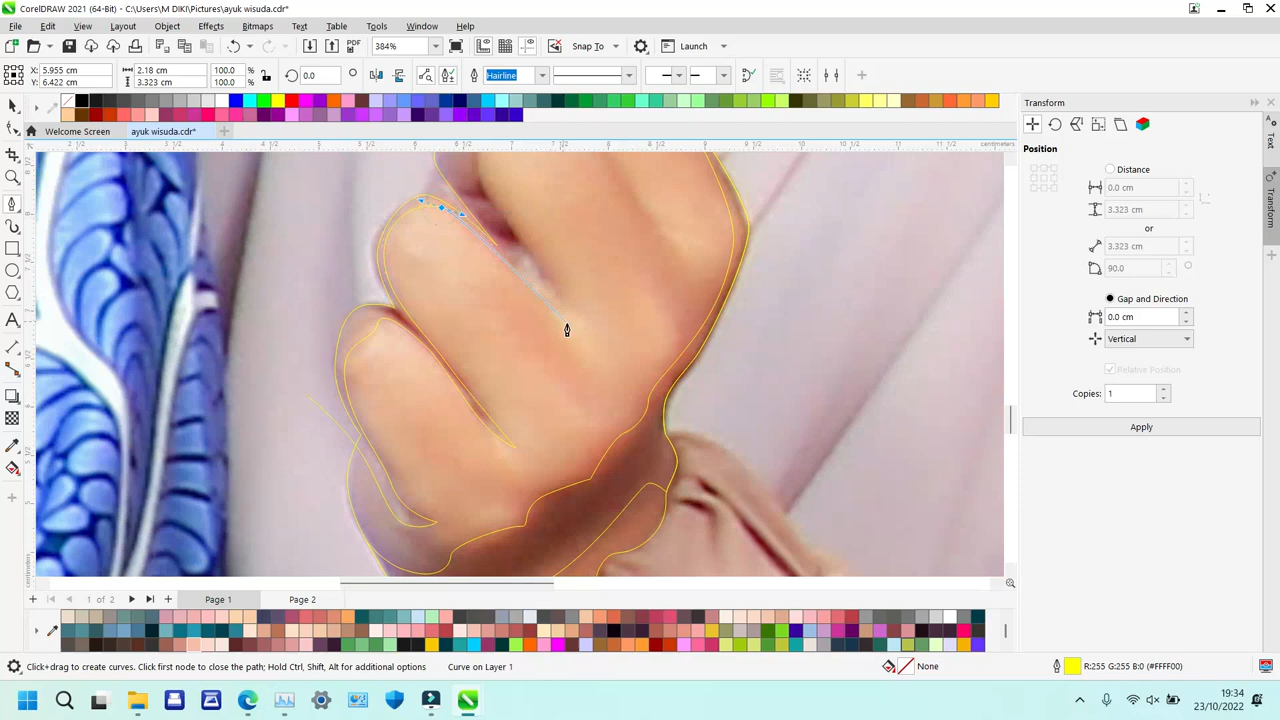 CorelDRAW 2021 (64-Bit) - C:\Users\M DIKI\Pictures\ayuk wisuda.cdr*
File Edit View Layout Object Effects Bitmaps Text Table Tools Window Help
384% Snap To Launch
X: 5.955 cm 2.18 cm 100.0 % 0.0 Hairline
Y: 6.422 cm 3.323 cm 100.0 %
Transform
Welcome Screen ayuk wisuda.cdr*
centimeters
Position
Distance
0.0 cm
3.323 cm
or
3.323 cm
90.0
Gap and Direction
0.0 cm
Vertical
Relative Position
Copies: 1
Apply
Text
Transform
1 of 2 Page 1 Page 2
Click+drag to create curves. Click first node to close the path; Hold Ctrl, Shift, Alt for additional options Curve on Layer 1 None R:255 G:255 B:0 (#FFFF00)
19:34
23/10/2022